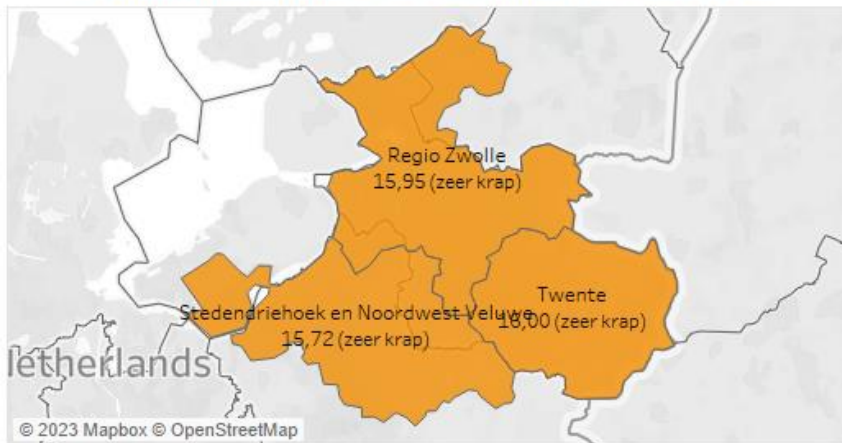 Regio Zwolle
15,95 (zeer krap)
Stedendriehoek en Noordwest Veluwe
15,72 (zeer krap)
Twente
16,00 (zeer krap)
Netherlands
© 2023 Mapbox © OpenStreetMap